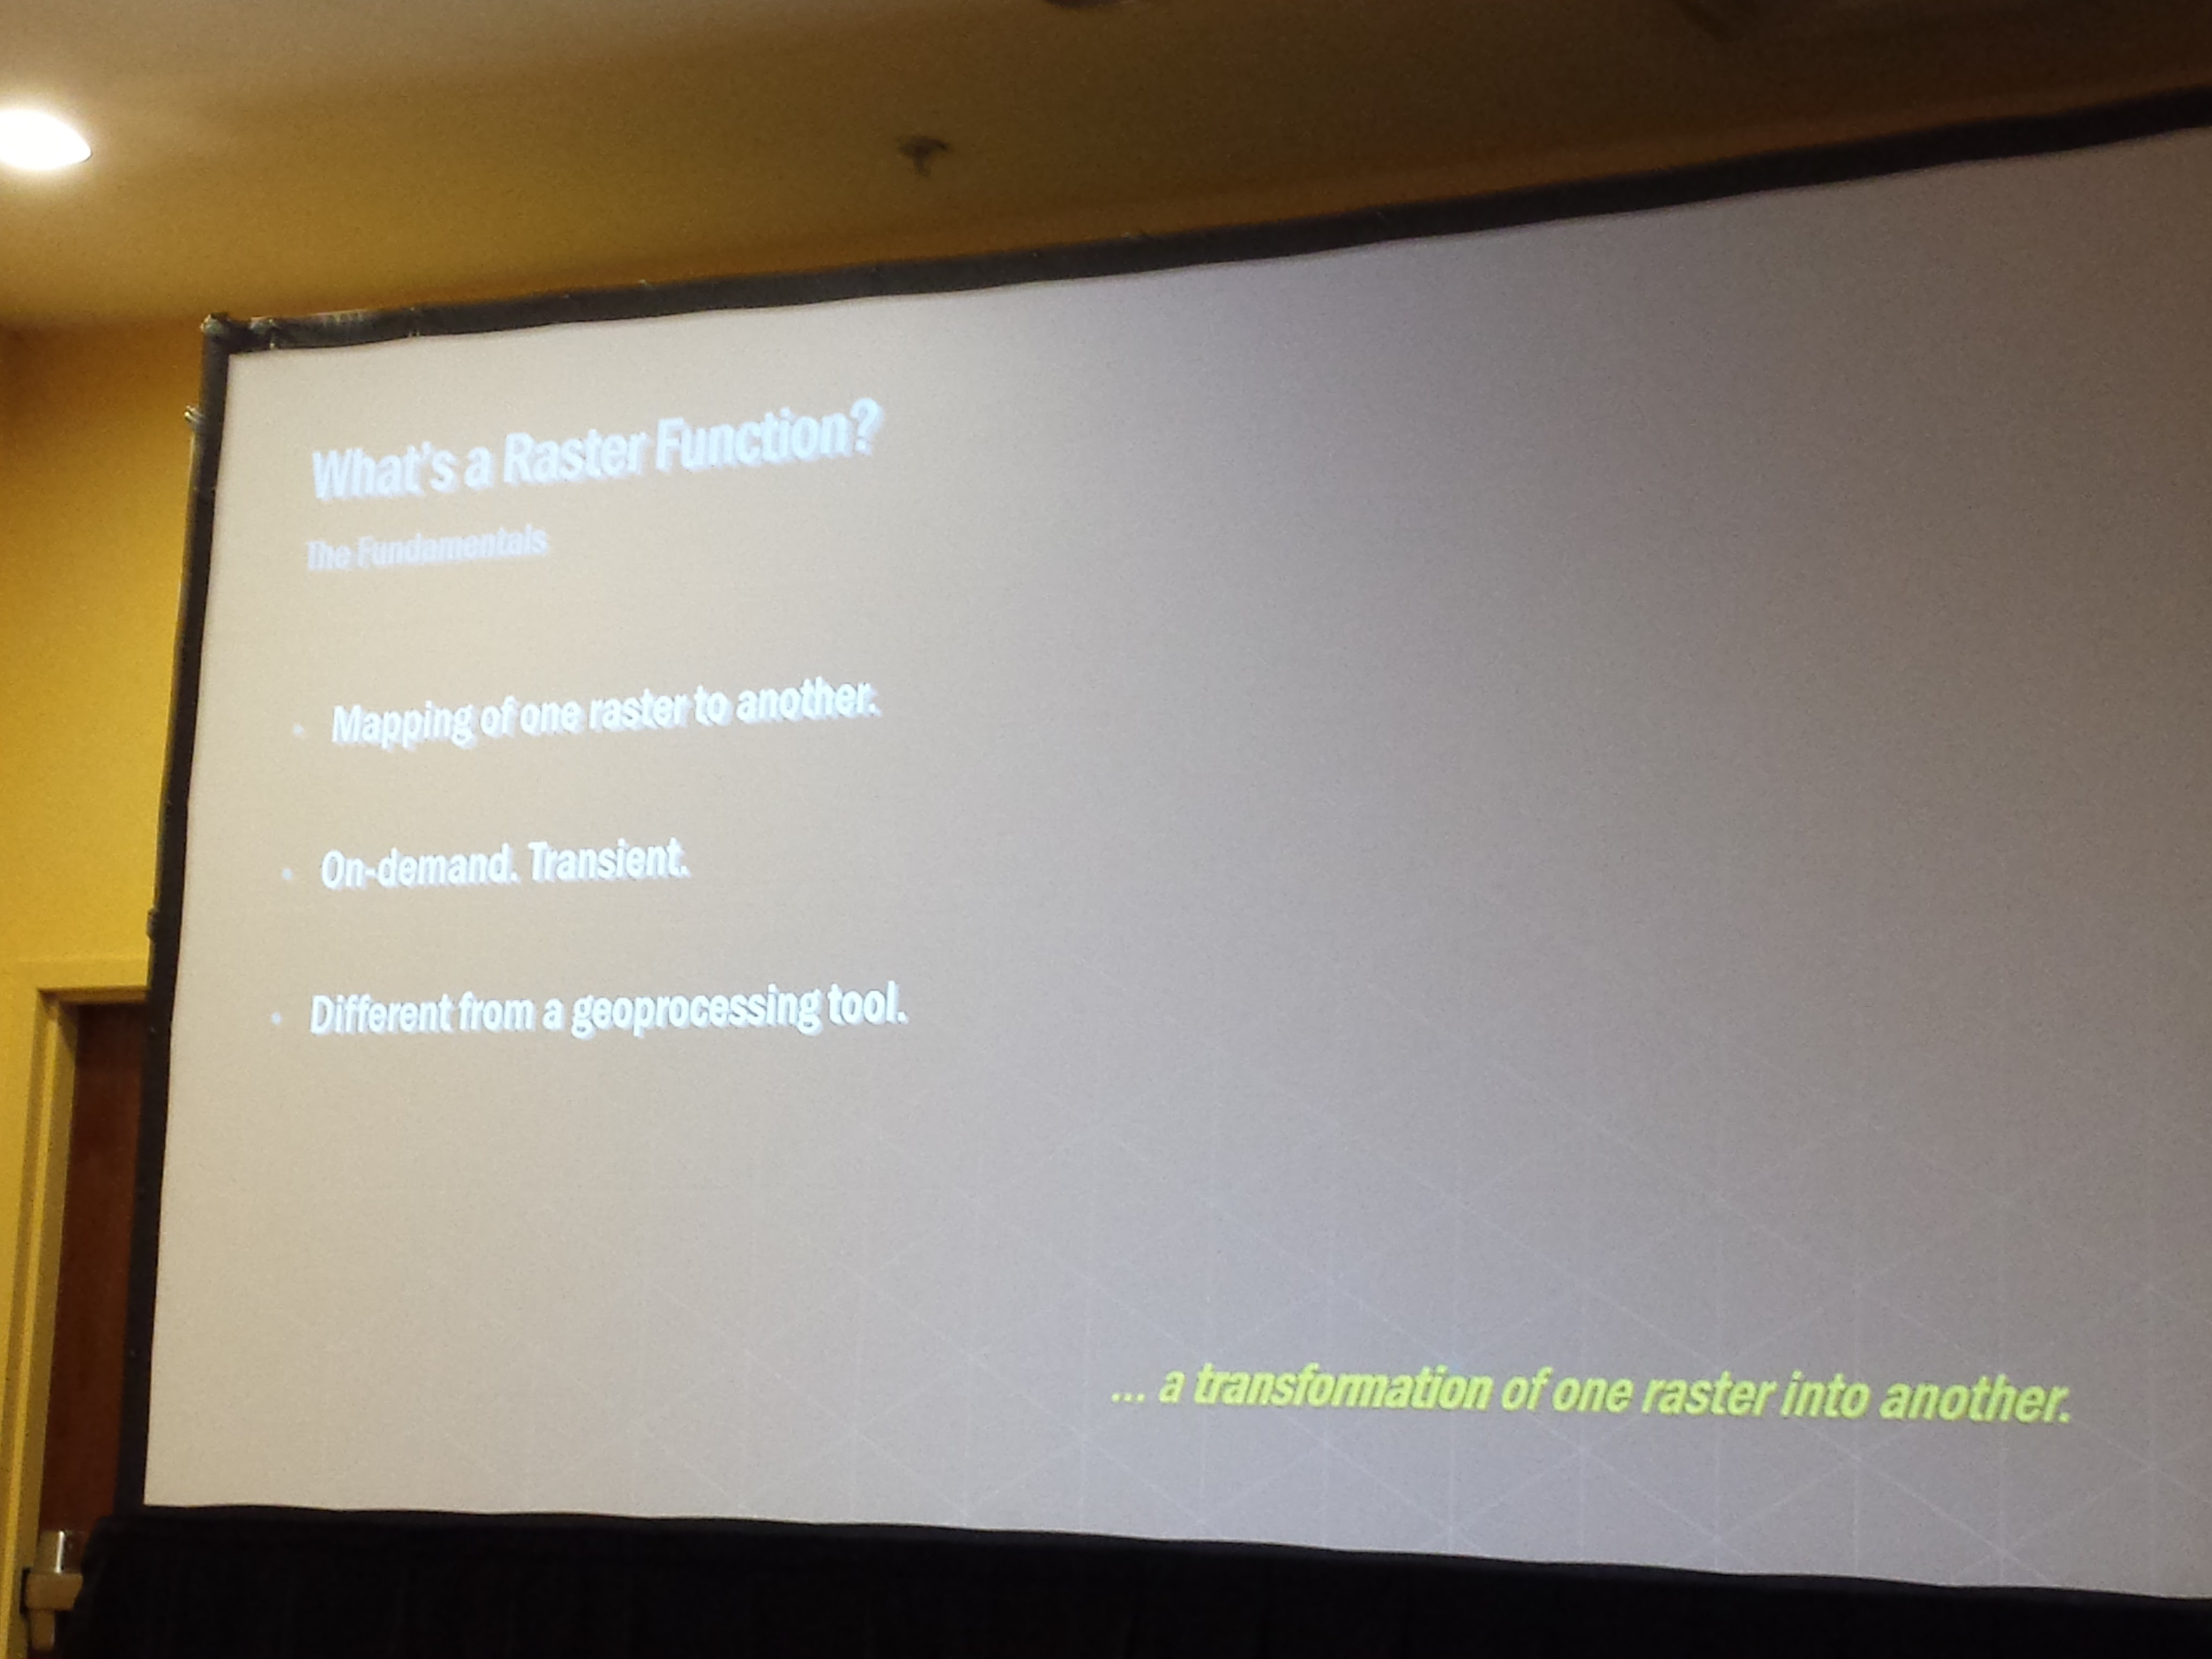 What's a Raster Function?
The Fundamentals
Mapping of one raster to another.
On-demand. Transient.
Different from a geoprocessing tool.
... a transformation of one raster into another.